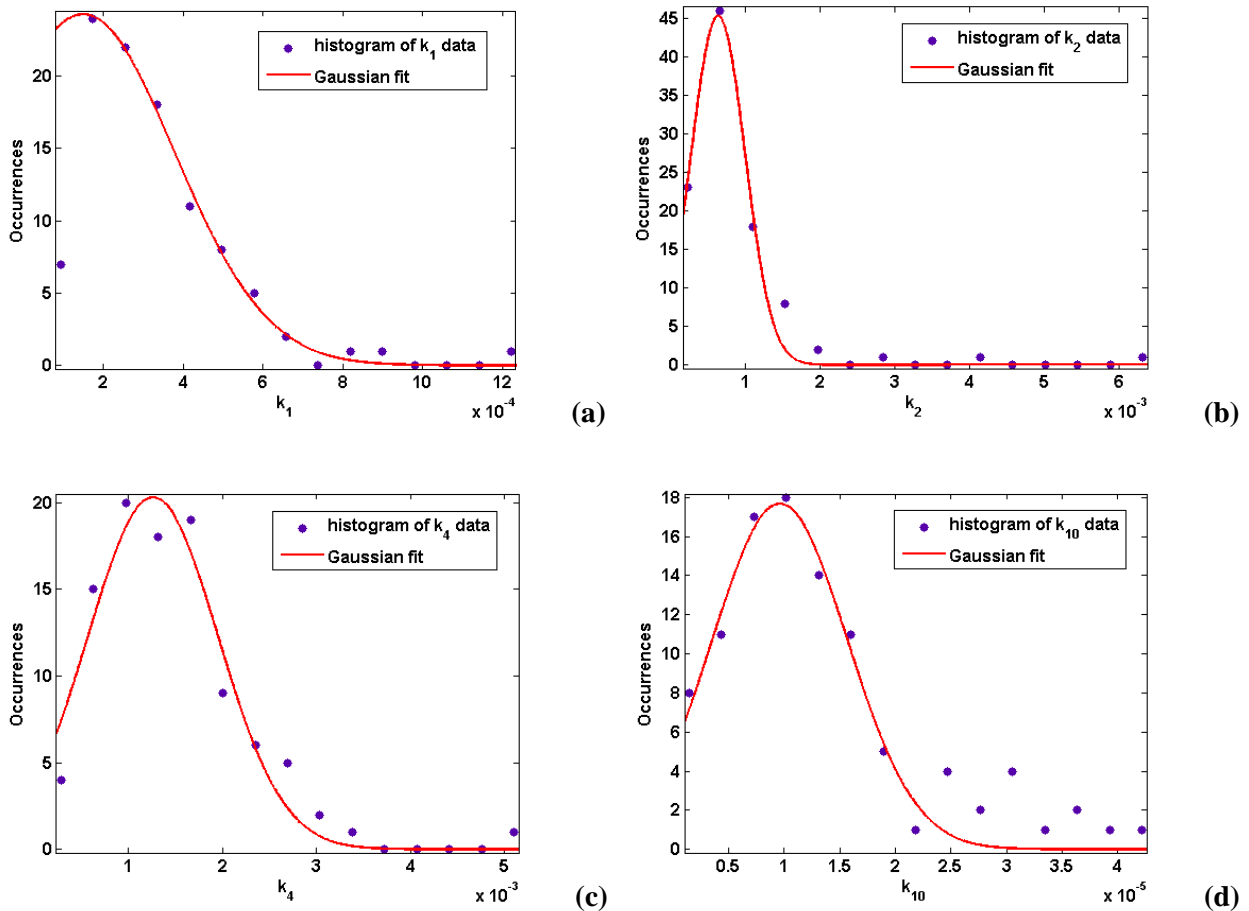 20
15
10
5
0
Occurrences
histogram of k1 data
Gaussian fit
2 4 6 8 10 12
k1
x 10-4
(a)
45
40
35
30
25
20
15
10
5
0
Occurrences
histogram of k2 data
Gaussian fit
1 2 3 4 5 6
k2
x 10-3
(b)
20
15
10
5
0
Occurrences
histogram of k4 data
Gaussian fit
1 2 3 4 5
k4
x 10-3
(c)
18
16
14
12
10
8
6
4
2
0
Occurrences
histogram of k10 data
Gaussian fit
0.5 1 1.5 2 2.5 3 3.5 4
k10
x 10-5
(d)